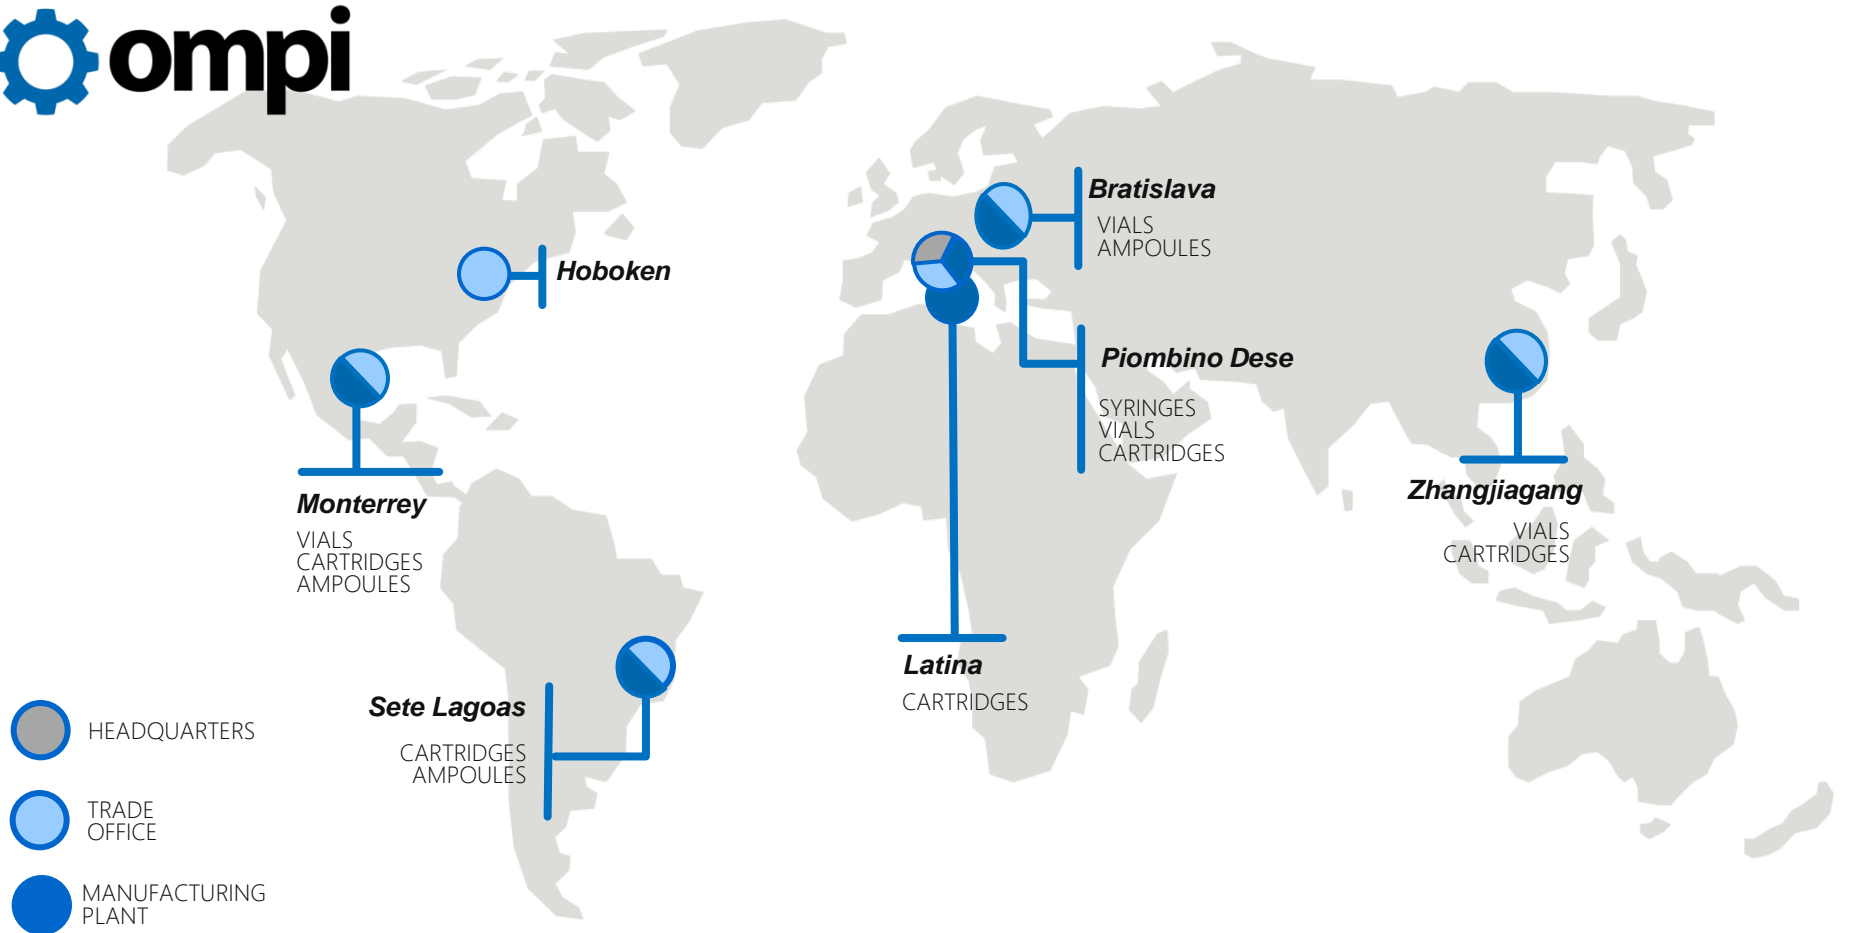 ompi
Bratislava
VIALS
AMPOULES
Hoboken
Piombino Dese
SYRINGES
VIALS
CARTRIDGES
Monterrey
VIALS
CARTRIDGES
AMPOULES
Zhangjiagang
VIALS
CARTRIDGES
Latina
CARTRIDGES
Sete Lagoas
CARTRIDGES
AMPOULES
HEADQUARTERS
TRADE
OFFICE
MANUFACTURING
PLANT